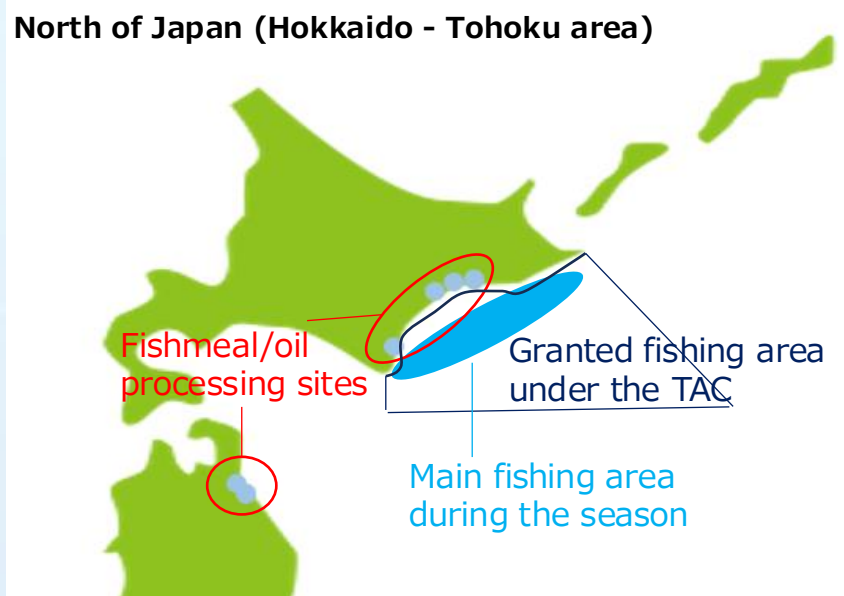 North of Japan (Hokkaido - Tohoku area)
Fishmeal/oil
processing sites
Granted fishing area
under the TAC
Main fishing area
during the season